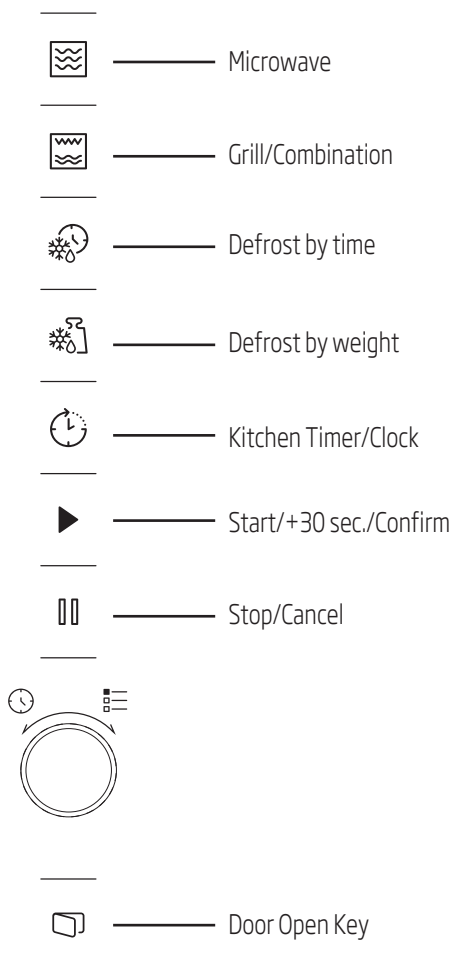 Microwave
Grill/Combination
Defrost by time
Defrost by weight
Kitchen Timer/Clock
Start/+30 sec./Confirm
Stop/Cancel
Door Open Key